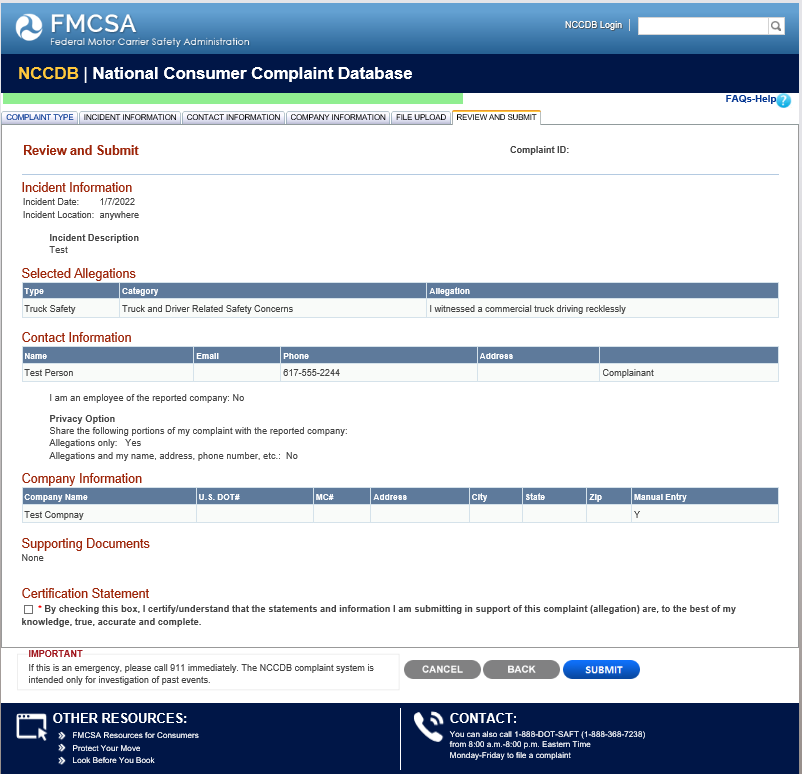 FMCSA
Federal Motor Carrier Safety Administration
NCCDB Login
NCCDB | National Consumer Complaint Database
FAQs-Help ?
COMPLAINT TYPE INCIDENT INFORMATION CONTACT INFORMATION COMPANY INFORMATION FILE UPLOAD REVIEW AND SUBMIT
Review and Submit Complaint ID:
Incident Information
Incident Date: 1/7/2022
Incident Location: anywhere
Incident Description
Test
Selected Allegations
Type Category Allegation
Truck Safety Truck and Driver Related Safety Concerns I witnessed a commercial truck driving recklessly
Contact Information
Name Email Phone Address
Test Person 617-555-2244 Complainant
I am an employee of the reported company: No
Privacy Option
Share the following portions of my complaint with the reported company:
Allegations only: Yes
Allegations and my name, address, phone number, etc.: No
Company Information
Company Name U.S. DOT# MC# Address City State Zip Manual Entry
Test Compnay Y
Supporting Documents
None
Certification Statement
* By checking this box, I certify/understand that the statements and information I am submitting in support of this complaint (allegation) are, to the best of my
knowledge, true, accurate and complete.
IMPORTANT
If this is an emergency, please call 911 immediately. The NCCDB complaint system is
intended only for investigation of past events.
CANCEL BACK SUBMIT
OTHER RESOURCES:
FMCSA Resources for Consumers
Protect Your Move
Look Before You Book
CONTACT:
You can also call 1-888-DOT-SAFT (1-888-368-7238)
from 8:00 a.m.-8:00 p.m. Eastern Time
Monday-Friday to file a complaint